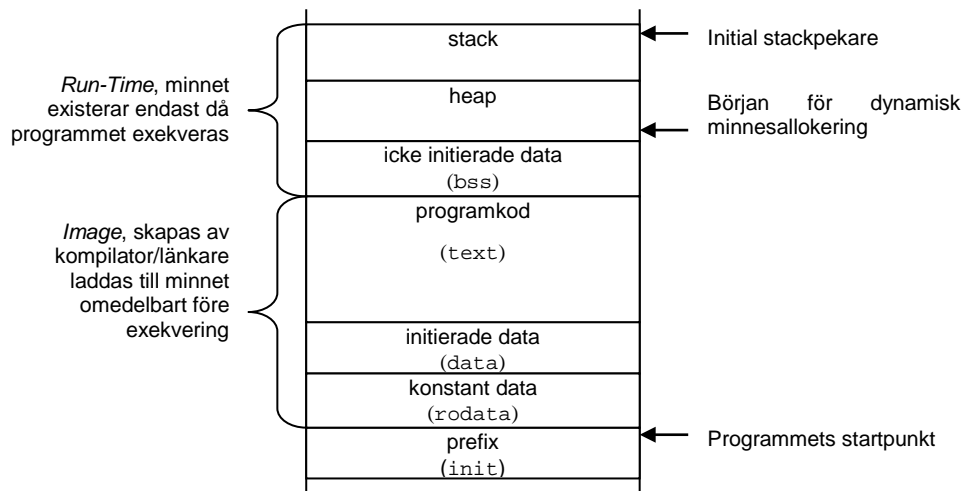 stack
Initial stackpekare
Run-Time, minnet
existerar endast då
programmet exekveras
heap
Början för dynamisk
minnesallokering
icke initierade data
(bss)
programkod
(text)
Image, skapas av
kompilator/länkare
laddas till minnet
omedelbart före
exekvering
initierade data
(data)
konstant data
(rodata)
prefix
(init)
Programmets startpunkt